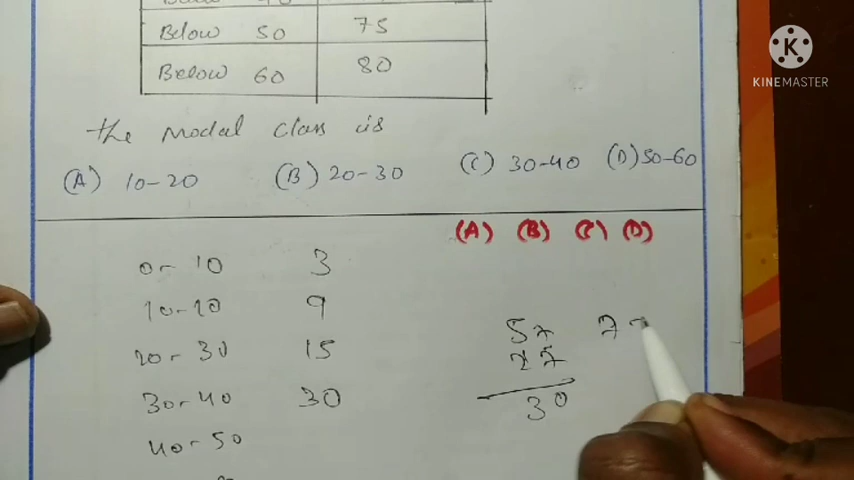 Below 50 75
Below 60 80
the Modal class is
(A) 10-20 (B) 20-30 (C) 30-40 (D) 50-60
(A) (B) (C) (D)
0-10 3
10-20 9
20-30 15
30-40 30
40-50
57
27
30
7
K
KINEMASTER